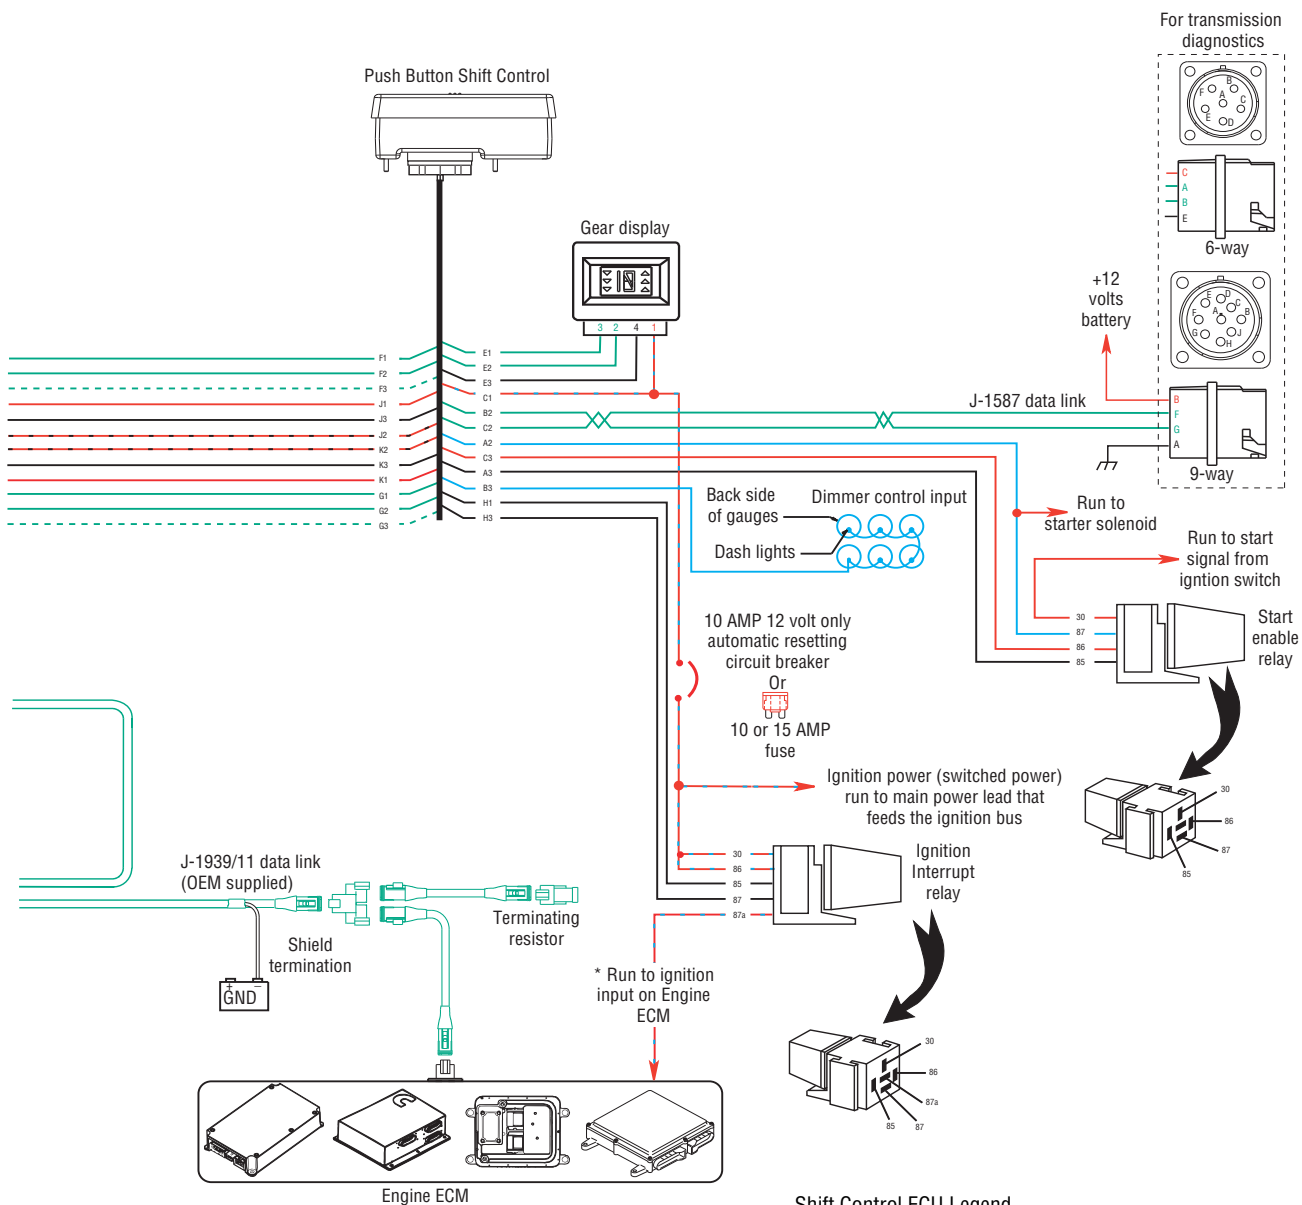 For transmission
diagnostics
Push Button Shift Control
B
F
A
C
E
D
C
A
B
E
6-way
Gear display
3 2 4 1
+12
volts
battery
E
D
C
F
A
B
G
J
H
J-1587 data link
B
F
G
A
9-way
F1
F2
F3
J1
J3
J2
K2
K3
K1
G1
G2
G3
E1
E2
E3
C1
B2
C2
A2
C3
A3
B3
H1
H3
Back side
of gauges
Dash lights
Dimmer control input
Run to
starter solenoid
Run to start
signal from
igntion switch
30
87
86
85
Start
enable
relay
10 AMP 12 volt only
automatic resetting
circuit breaker
Or
10 or 15 AMP
fuse
Ignition power (switched power)
run to main power lead that
feeds the ignition bus
30
86
87
85
30
86
85
87
87a
Ignition
Interrupt
relay
J-1939/11 data link
(OEM supplied)
Shield
termination
+ −
GND
Terminating
resistor
* Run to ignition
input on Engine
ECM
30
86
87a
85
87
Engine ECM
Shift Control ECU Legend